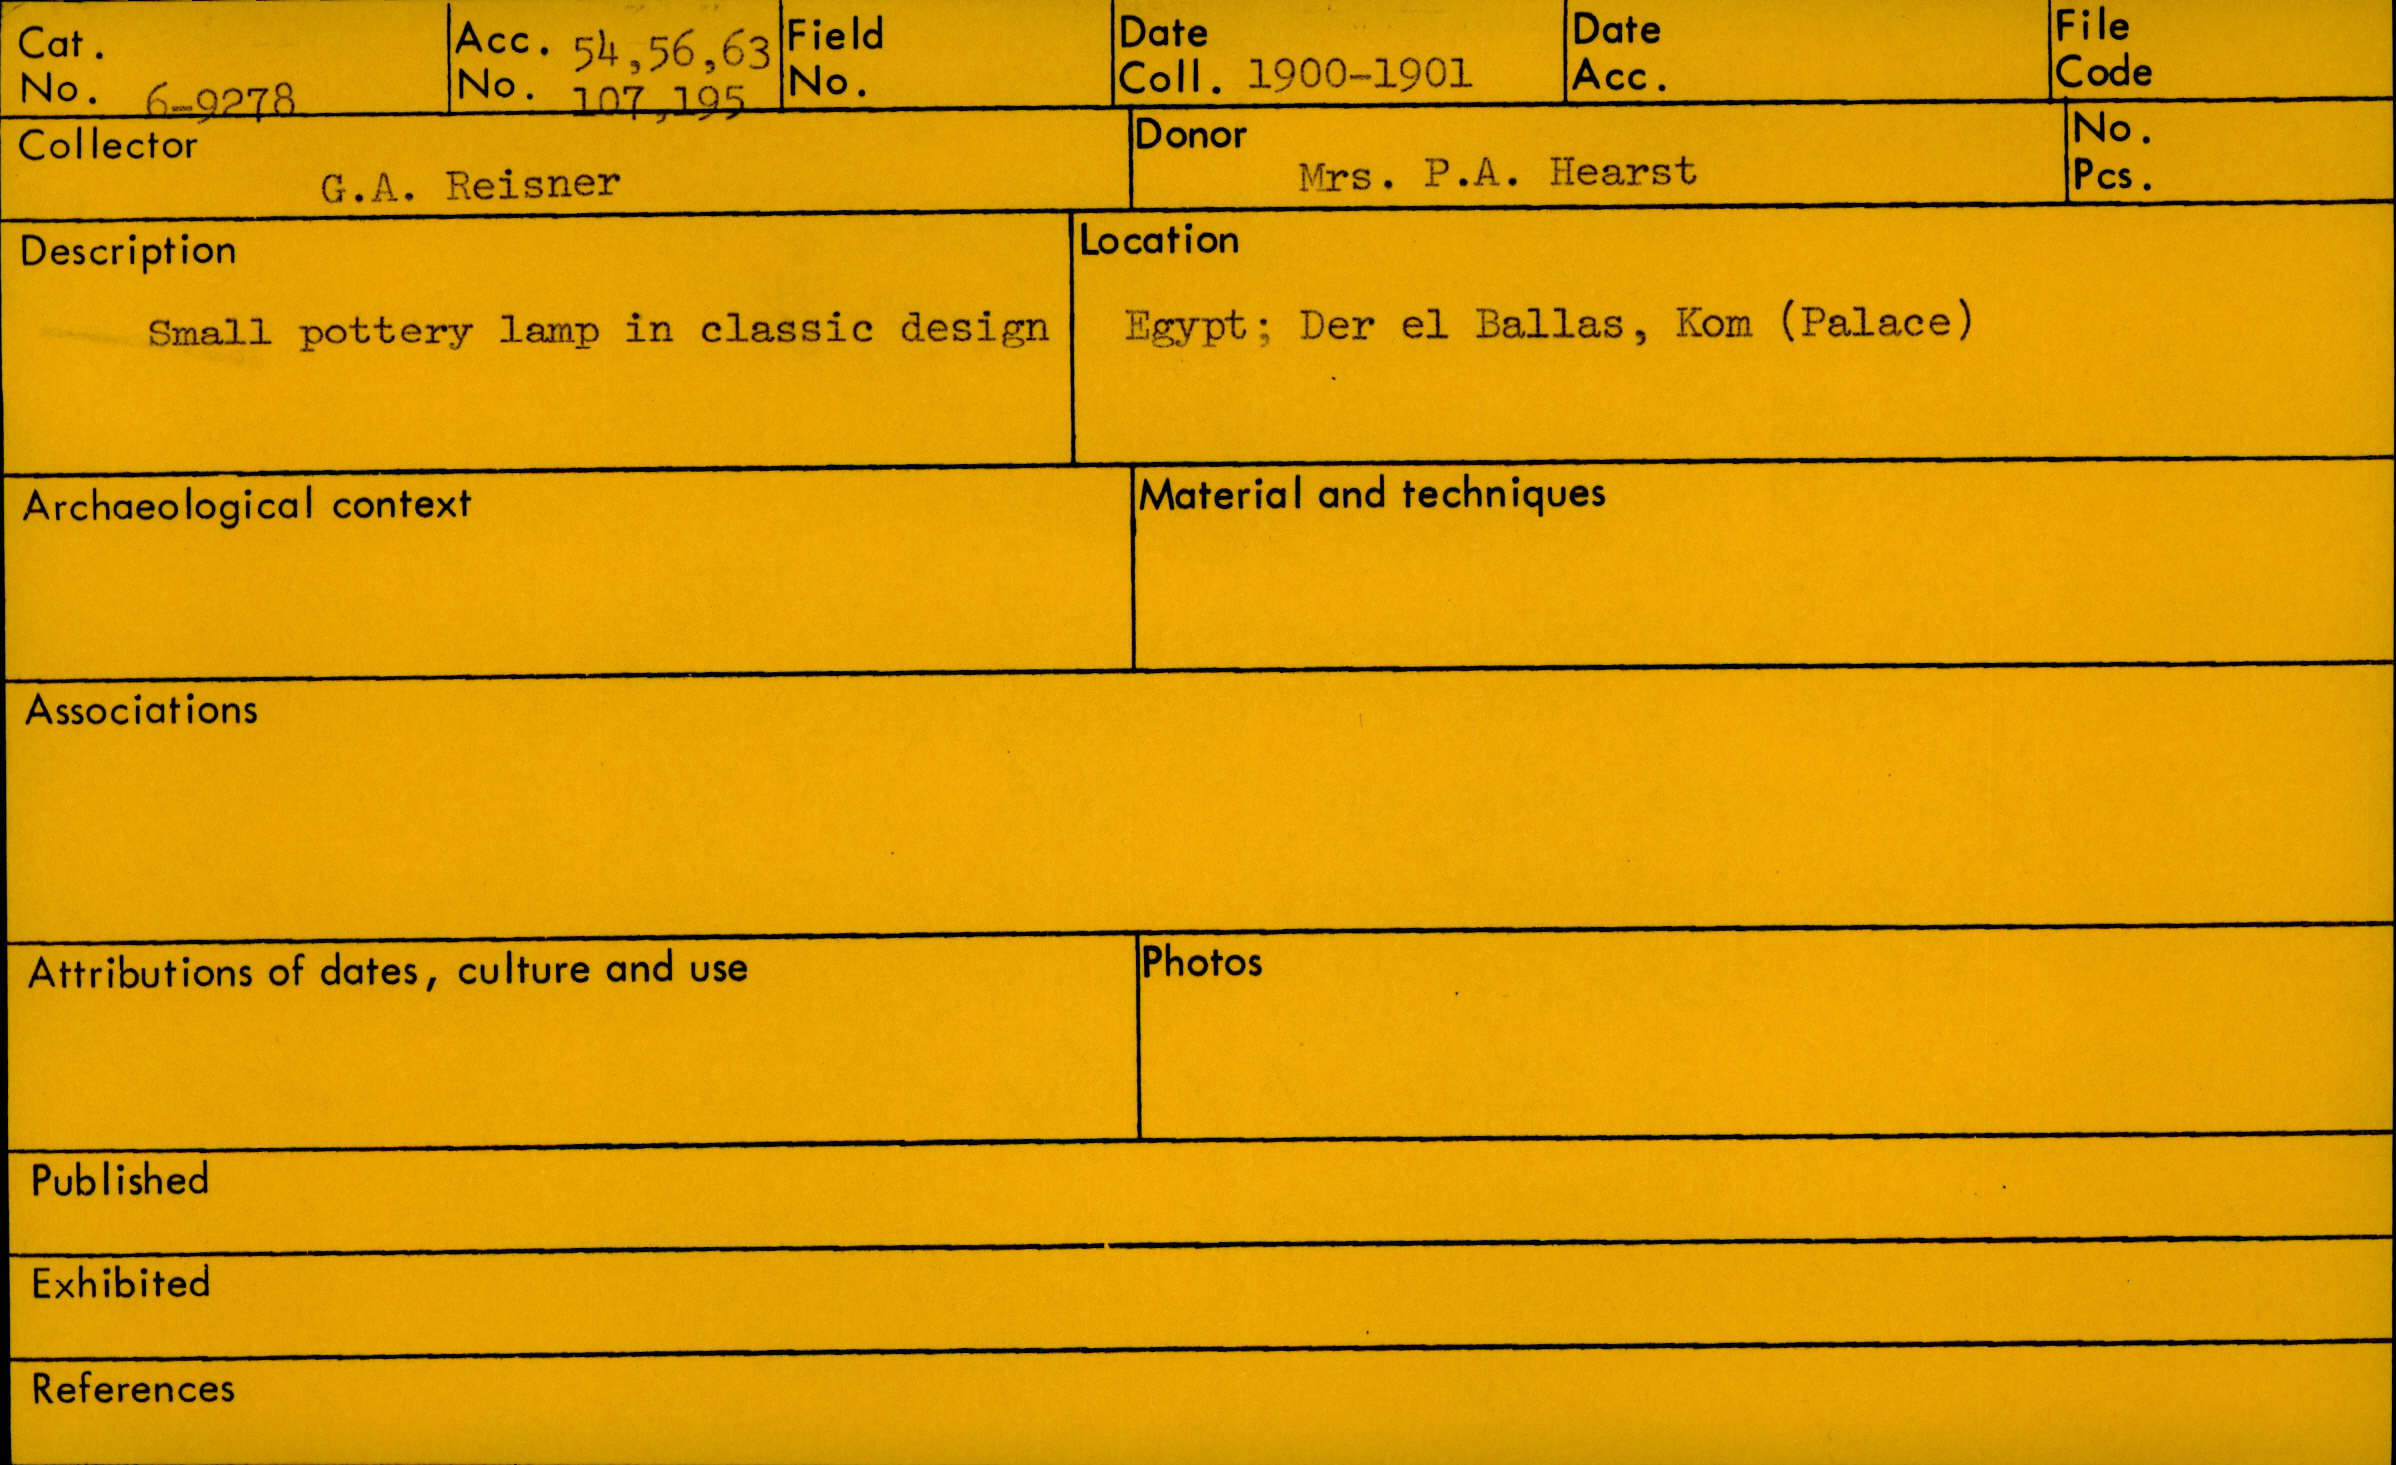 Cat.
No. 6-9278
Acc. 54,56,63
No. 107,195
Field
No.
Date
Coll. 1900-1901
Date
Acc.
File
Code
Collector
G.A. Reisner
Donor
Mrs. P.A. Hearst
No.
Pcs.
Description
Small pottery lamp in classic design
Location
Egypt; Der el Ballas, Kom (Palace)
Archaeological context
Material and techniques
Associations
Attributions of dates, culture and use
Photos
Published
Exhibited
References